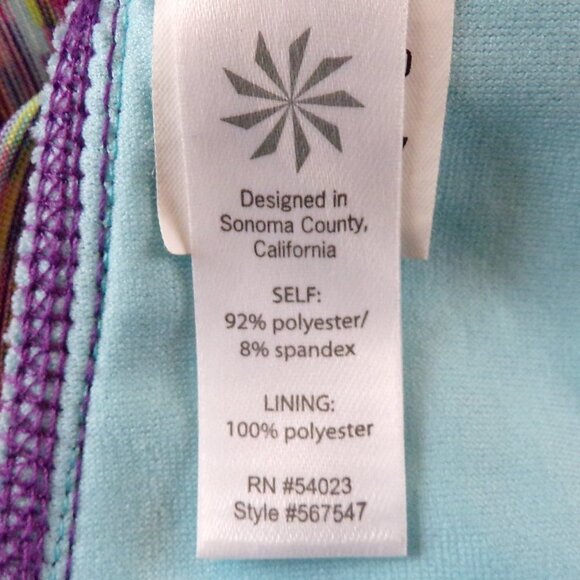 Designed in
Sonoma County,
California
SELF:
92% polyester/
8% spandex
LINING:
100% polyester
RN #54023
Style #567547